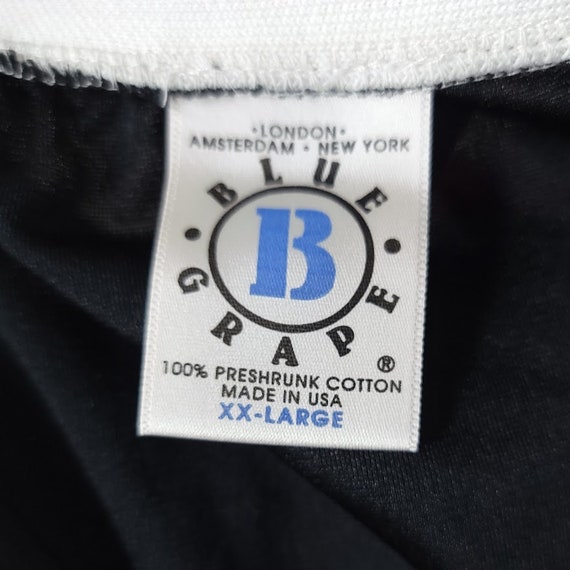 • LONDON •
AMSTERDAM • NEW YORK
• BLUE •
B
GRAPE
®
100% PRESHRUNK COTTON
MADE IN USA
XX-LARGE